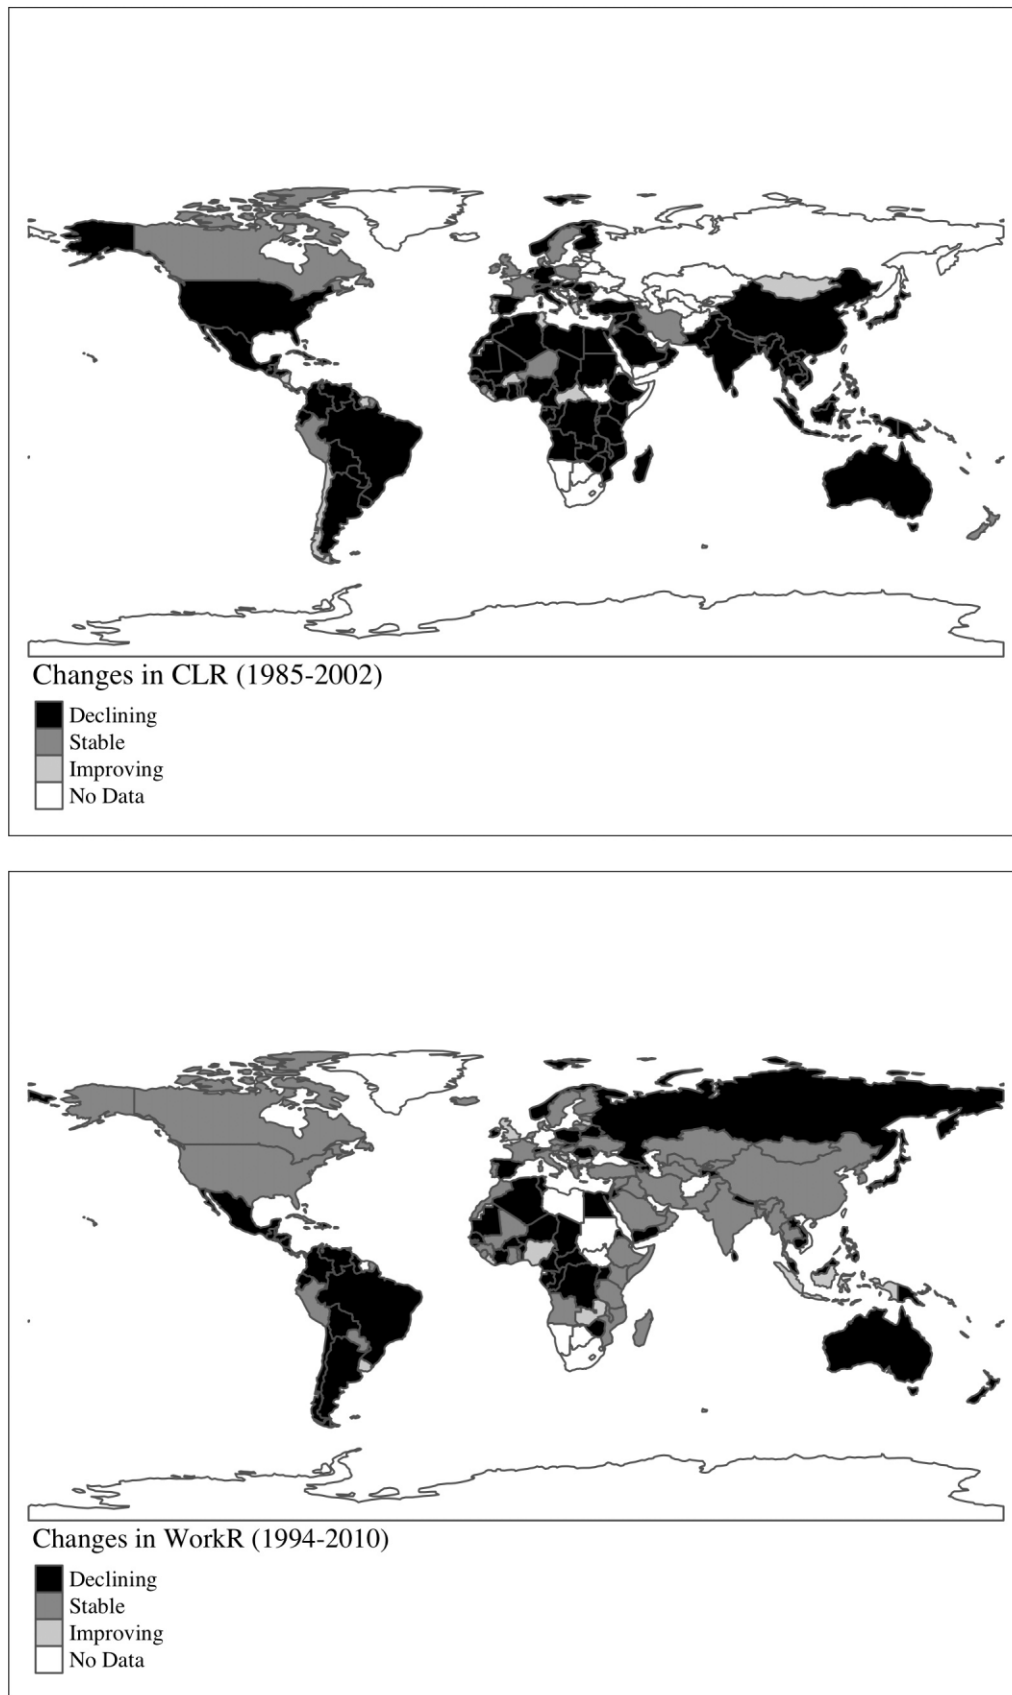 Changes in CLR (1985-2002)
Declining
Stable
Improving
No Data
Changes in WorkR (1994-2010)
Declining
Stable
Improving
No Data